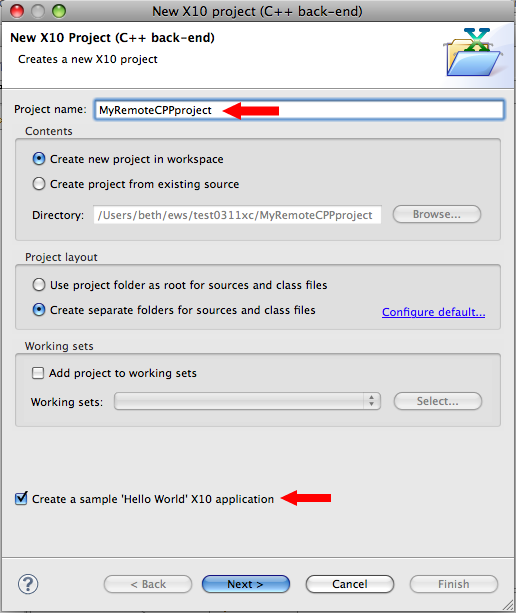 New X10 project (C++ back-end)
New X10 Project (C++ back-end)
Creates a new X10 project
X
Project name: MyRemoteCPPproject
Contents
Create new project in workspace
Create project from existing source
Directory: /Users/beth/ews/test0311xc/MyRemoteCPPproject Browse...
Project layout
Use project folder as root for sources and class files
Create separate folders for sources and class files Configure default...
Working sets
Add project to working sets
Working sets: Select...
Create a sample 'Hello World' X10 application
? < Back Next > Cancel Finish